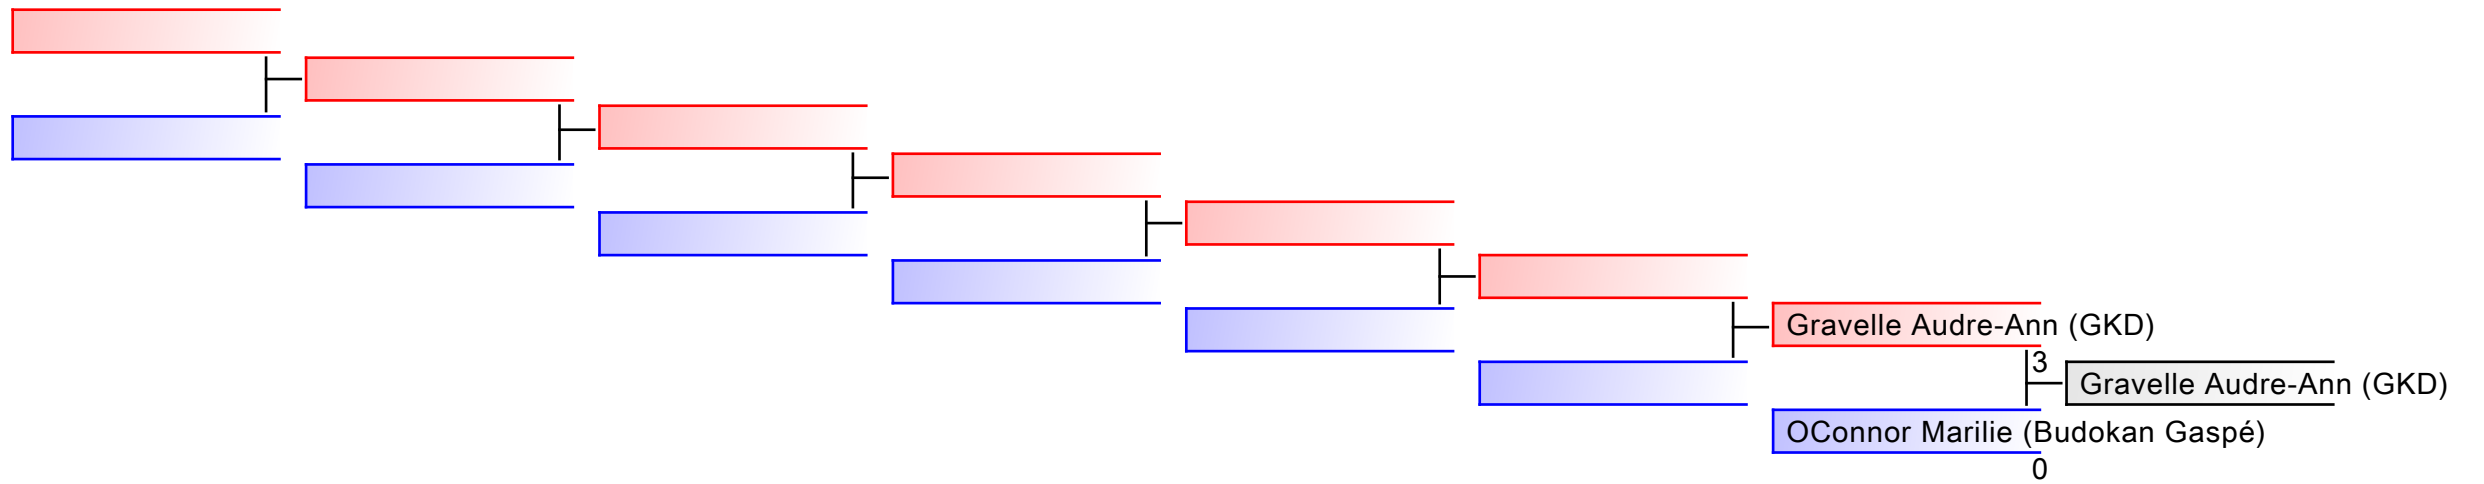 Gravelle Audre-Ann (GKD)
3
Gravelle Audre-Ann (GKD)
OConnor Marilie (Budokan Gaspé)
0